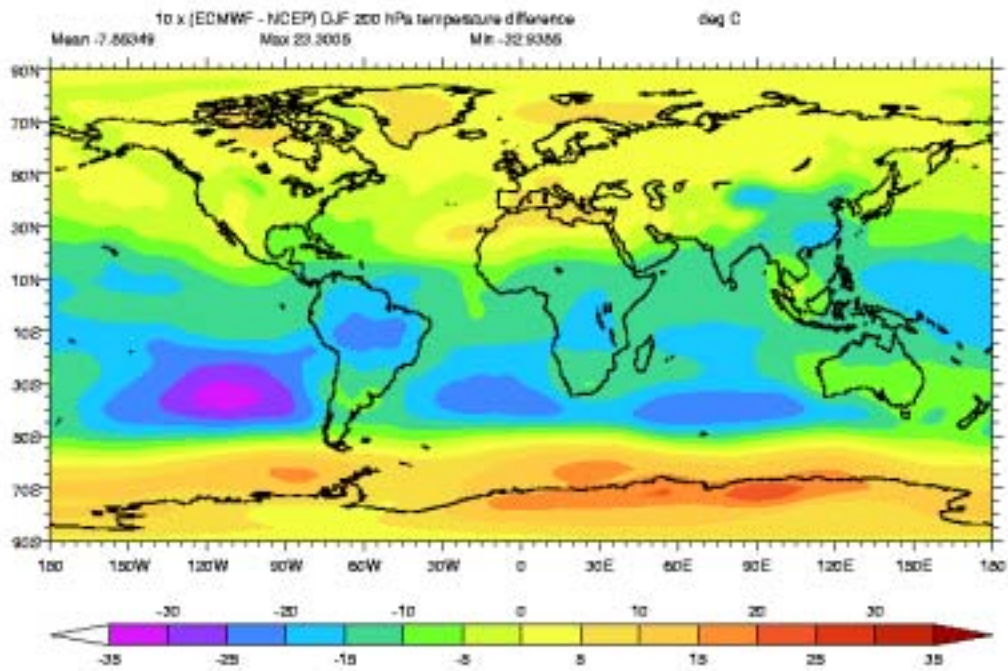 10 x (ECMWF - NCEP) DJF 200 hPa temperature difference deg C
Mean -7.86349 Max 23.3005 Min -32.9386
90N
70N
50N
30N
10N
10S
30S
50S
70S
90S
180 150W 120W 90W 60W 30W 0 30E 60E 90E 120E 150E 180
-30 -20 -10 0 10 20 30
-35 -25 -15 -5 5 15 25 35